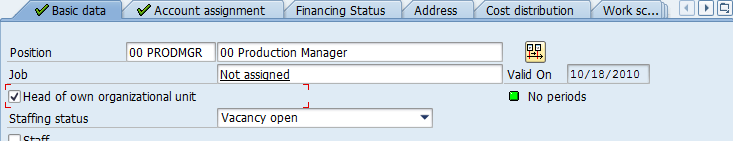 Basic data Account assignment Financing Status Address Cost distribution Work sc...
Position 00 PRODMGR 00 Production Manager
Job Not assigned Valid On 10/18/2010
Head of own organizational unit No periods
Staffing status Vacancy open
Staff